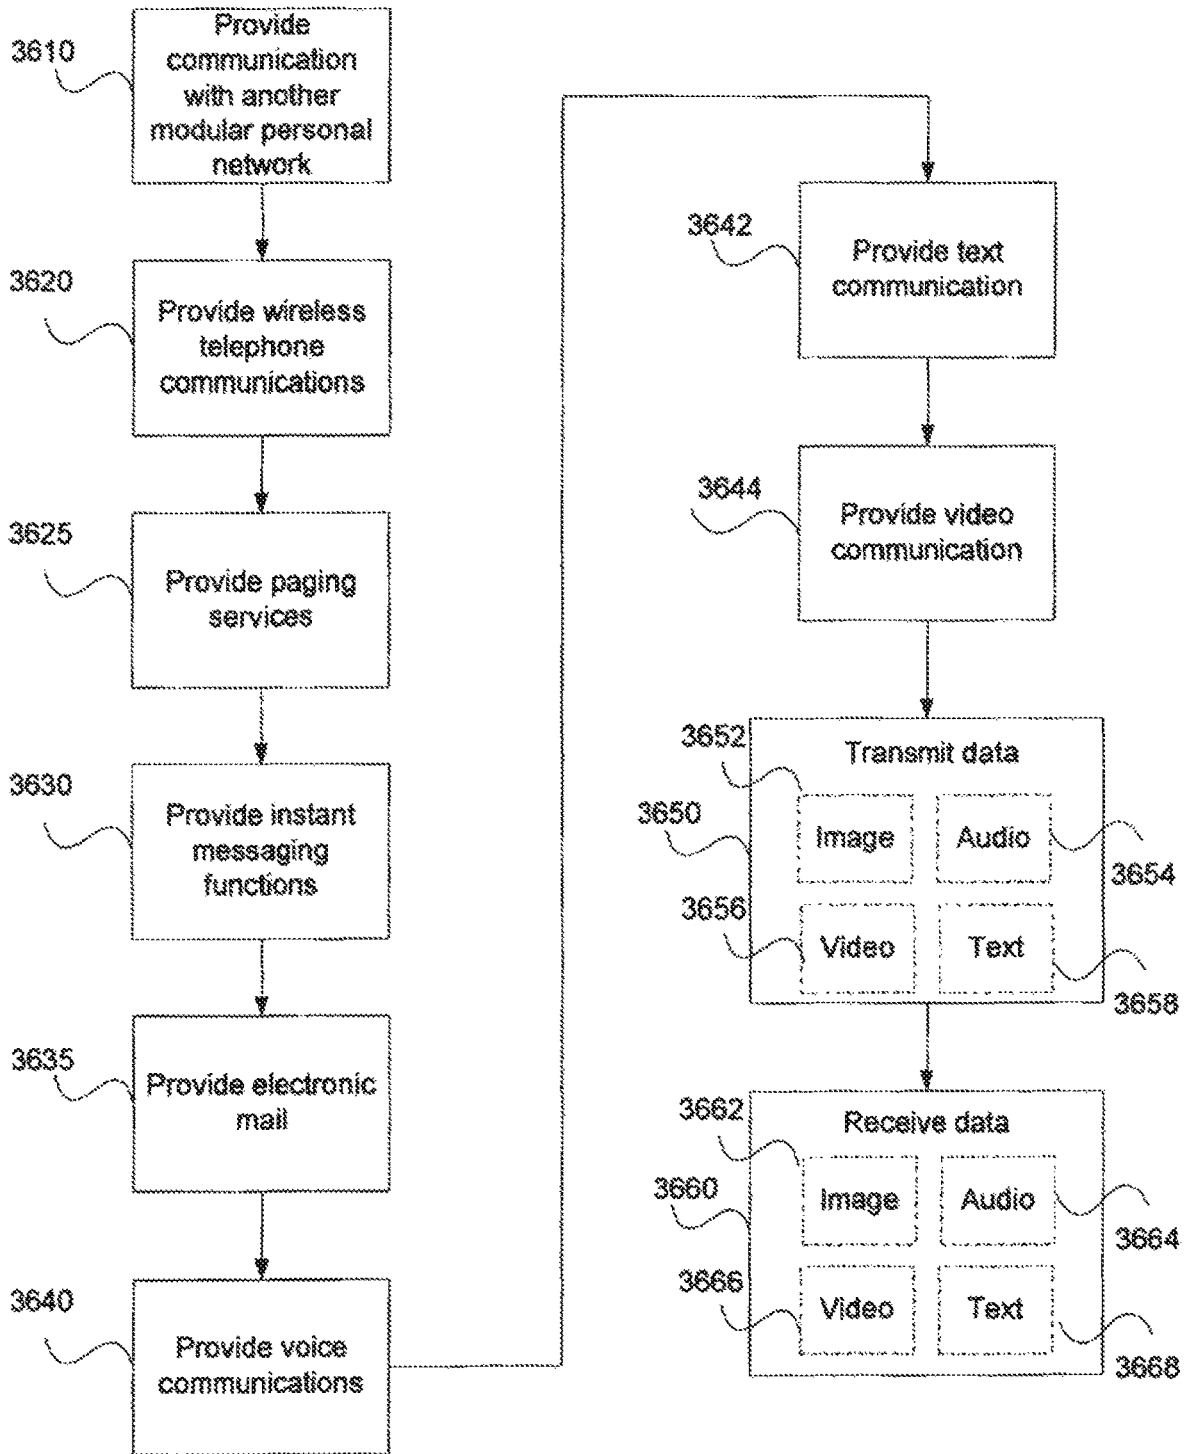 3610
Provide
communication
with another
modular personal
network
3620
Provide wireless
telephone
communications
3625
Provide paging
services
3630
Provide instant
messaging
functions
3635
Provide electronic
mail
3640
Provide voice
communications
3642
Provide text
communication
3644
Provide video
communication
3650
Transmit data
3652
Image
Audio
3654
3656
Video
Text
3658
3660
Receive data
3662
Image
Audio
3664
3666
Video
Text
3668